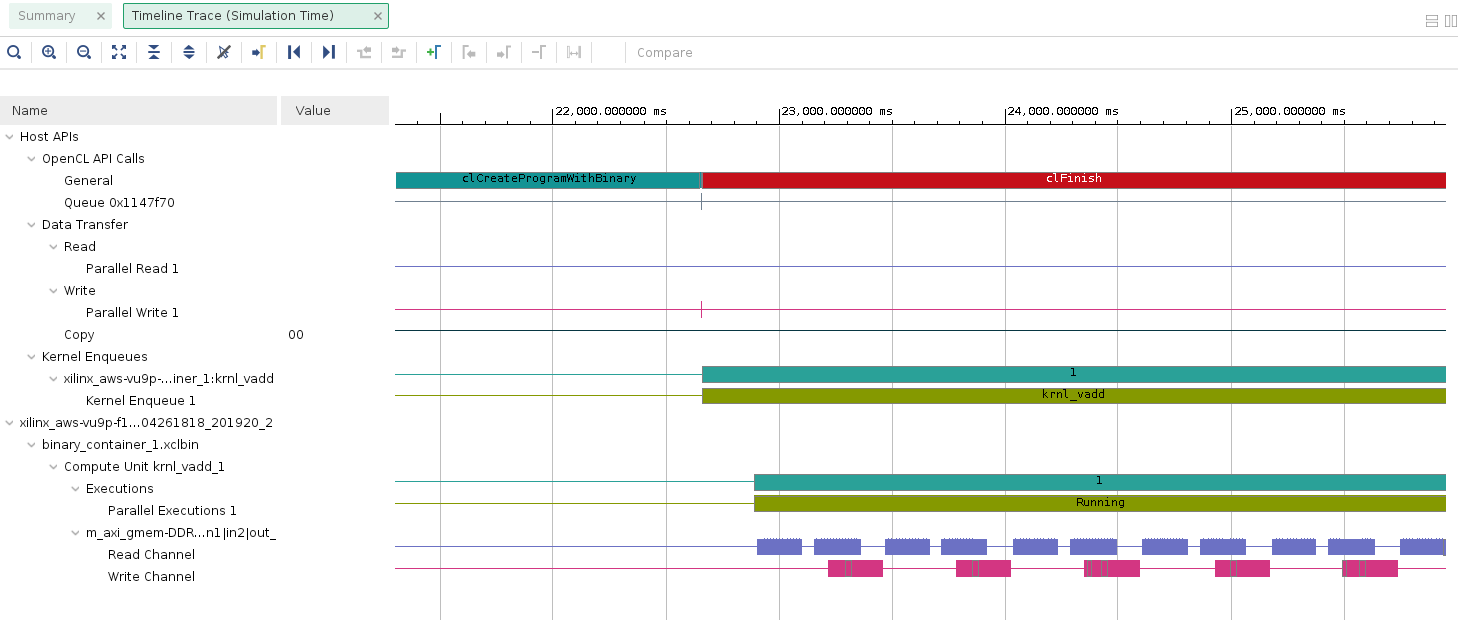 Summary
Timeline Trace (Simulation Time)
Compare
Name Value
22,000.000000 ms 23,000.000000 ms 24,000.000000 ms 25,000.000000 ms
Host APIs
OpenCL API Calls
General clCreateProgramWithBinary clFinish
Queue 0x1147f70
Data Transfer
Read
Parallel Read 1
Write
Parallel Write 1
Copy 00
Kernel Enqueues
xilinx_aws-vu9p-...iner_1:krnl_vadd 1
Kernel Enqueue 1 krnl_vadd
xilinx_aws-vu9p-f1...04261818_201920_2
binary_container_1.xclbin
Compute Unit krnl_vadd_1
Executions 1
Parallel Executions 1 Running
m_axi_gmem-DDR...n1|in2|out_
Read Channel
Write Channel